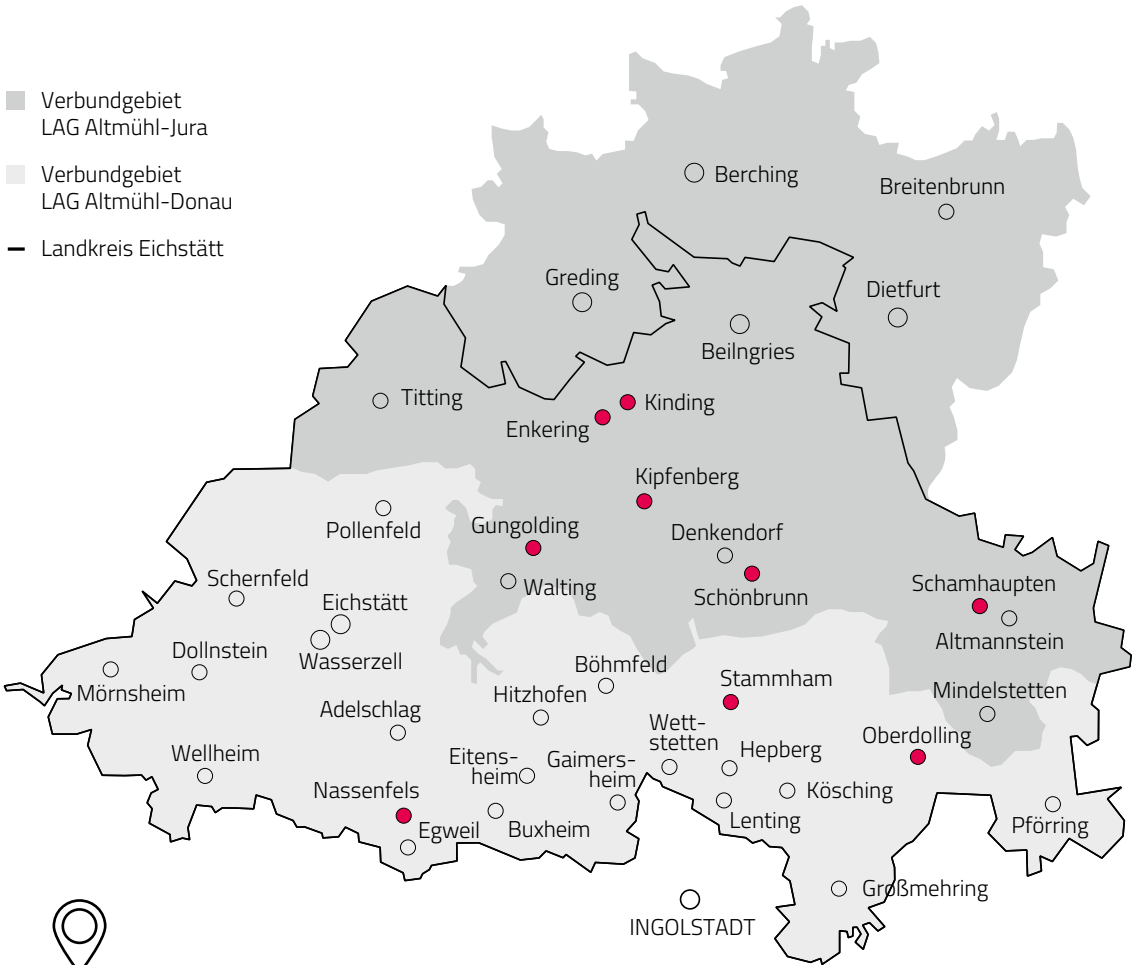 Verbundgebiet
LAG Altmühl-Jura
Verbundgebiet
LAG Altmühl-Donau
Landkreis Eichstätt
Berching
Breitenbrunn
Greding
Dietfurt
Beilngries
Titting
Kinding
Enkering
Kipfenberg
Gungolding
Pollenfeld
Denkendorf
Schernfeld
Walting
Schönbrunn
Schamhaupten
Eichstätt
Altmannstein
Dollnstein
Wasserzell
Böhmfeld
Mörnsheim
Stammham
Mindelstetten
Hitzhofen
Adelschlag
Wett-
stetten
Oberdolling
Wellheim
Eitens-
heim
Gaimers-
heim
Hepberg
Nassenfels
Kösching
Egweil
Buxheim
Lenting
Pförring
Großmehring
INGOLSTADT